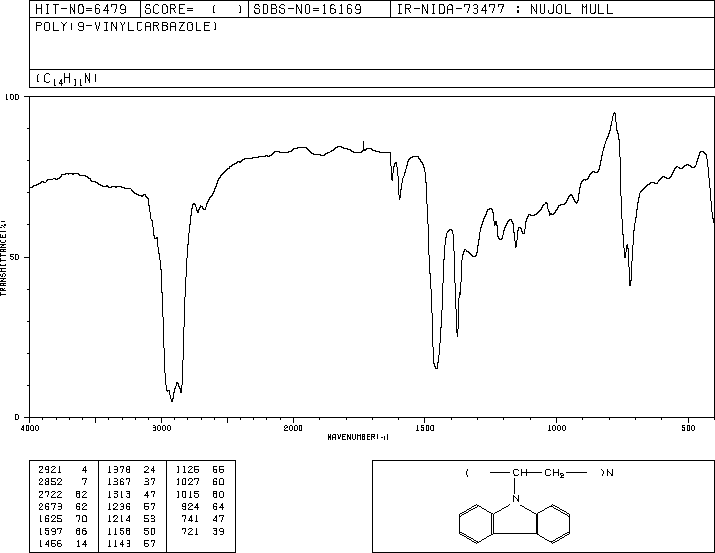 HIT-NO=6479 SCORE= ( ) SDBS-NO=16169 IR-NIDA-73477 : NUJOL MULL
POLY(9-VINYLCARBAZOLE)
(C14H11N)
100
50
0
TRANSMITTANCE(%)
4000 3000 2000 1500 1000 500
WAVENUMBER(-1)
2921 4 1378 24 1126 55
2852 7 1367 37 1027 60
2722 62 1313 47 1015 60
2673 62 1236 57 924 64
1625 70 1214 53 741 47
1597 66 1158 50 721 39
1456 14 1143 57
( CH CH2 )N
N